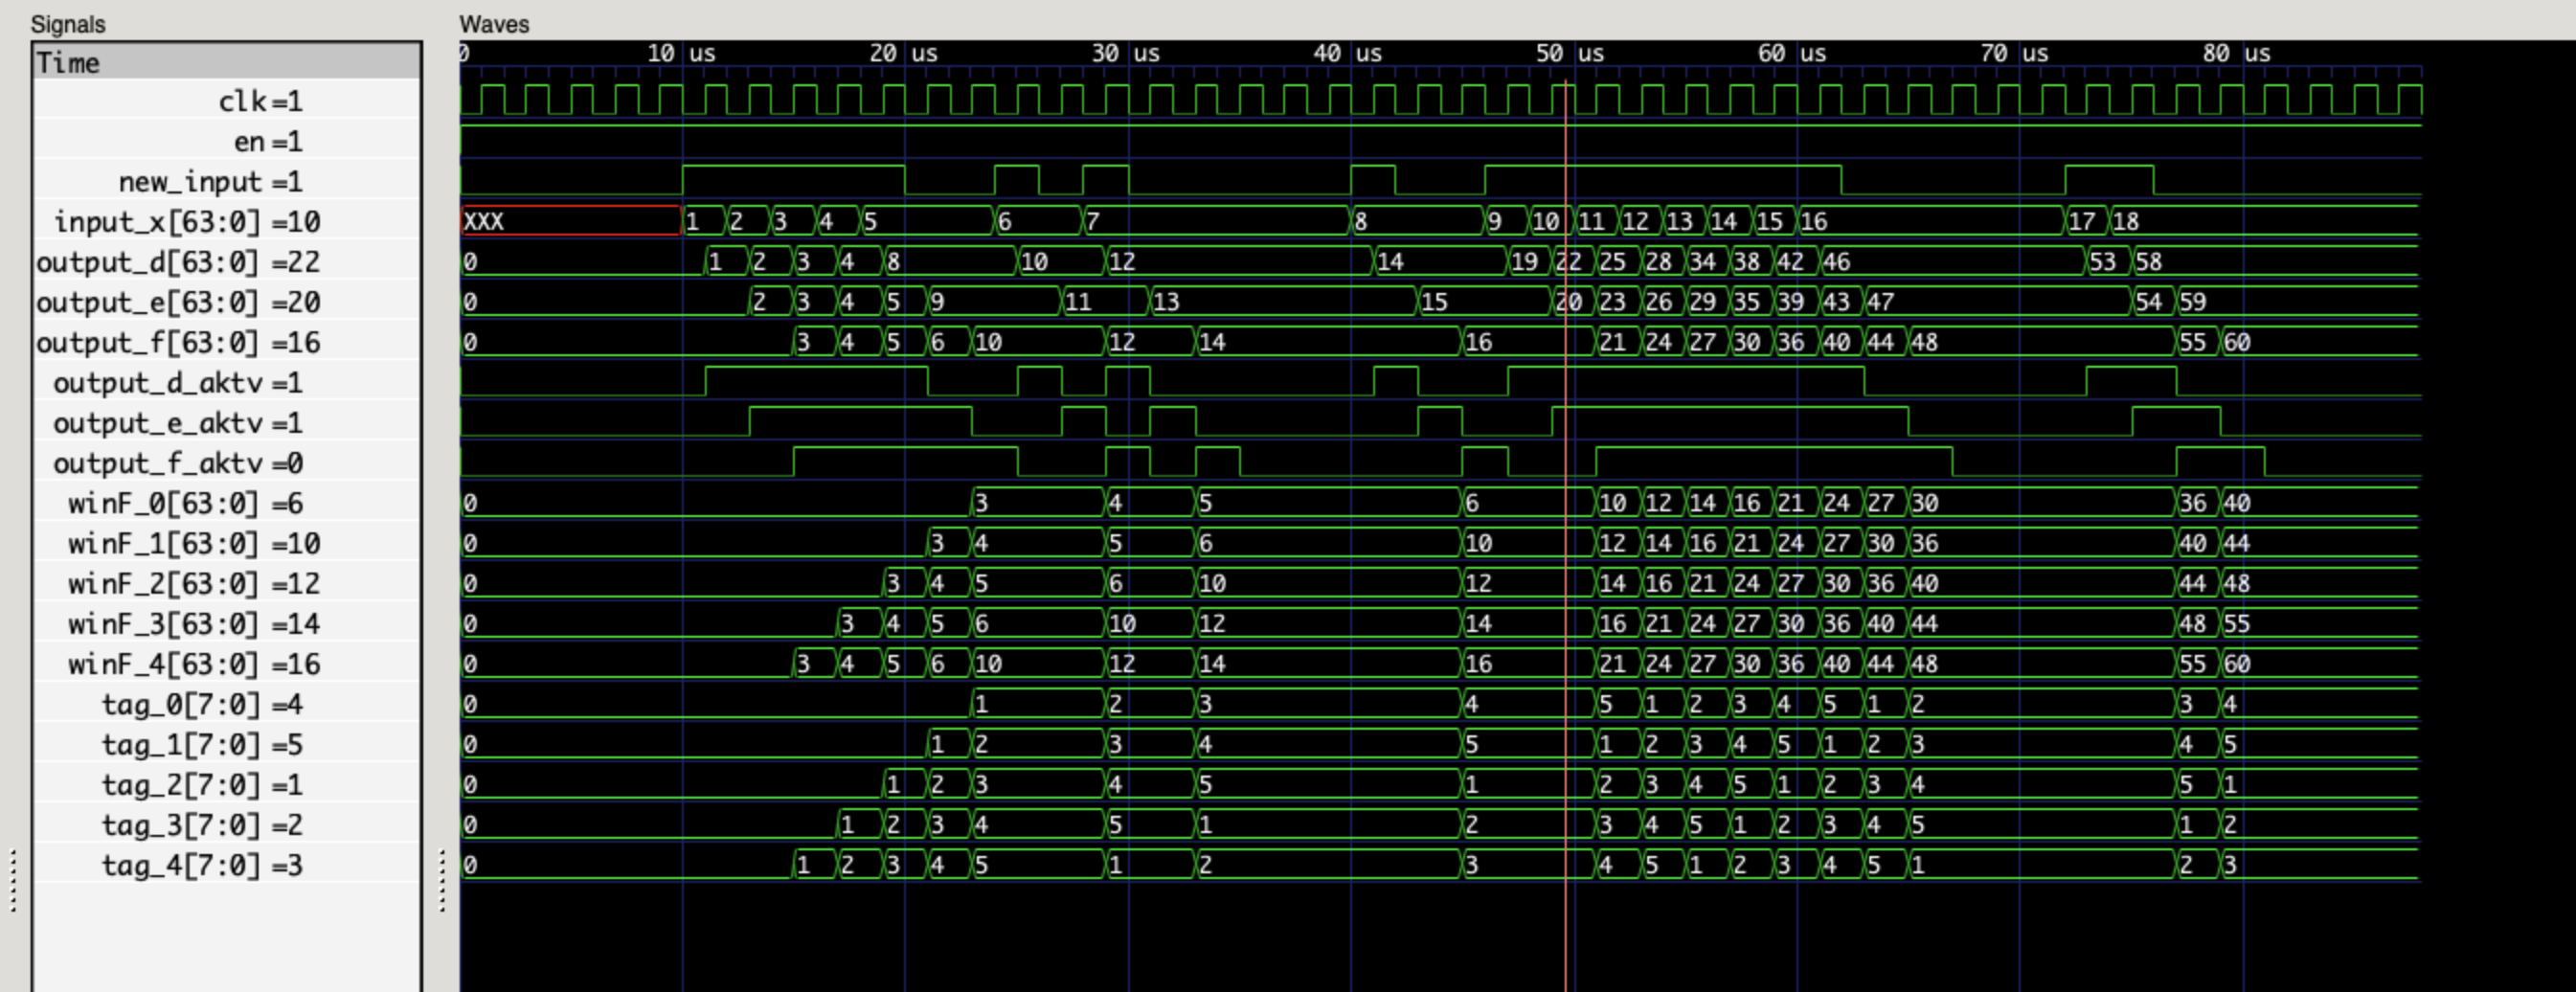 Signals Waves
Time 0 10 us 20 us 30 us 40 us 50 us 60 us 70 us 80 us
clk =1
en =1
new_input =1
input_x[63:0] =10 XXX 1 2 3 4 5 6 7 8 9 10 11 12 13 14 15 16 17 18
output_d[63:0] =22 0 1 2 3 4 8 10 12 14 19 22 25 28 34 38 42 46 53 58
output_e[63:0] =20 0 2 3 4 5 9 11 13 15 20 23 26 29 35 39 43 47 54 59
output_f[63:0] =16 0 3 4 5 6 10 12 14 16 21 24 27 30 36 40 44 48 55 60
output_d_aktv =1
output_e_aktv =1
output_f_aktv =0
winF_0[63:0] =6 0 3 4 5 6 10 12 14 16 21 24 27 30 36 40
winF_1[63:0] =10 0 3 4 5 6 10 12 14 16 21 24 27 30 36 40 44
winF_2[63:0] =12 0 3 4 5 6 10 12 14 16 21 24 27 30 36 40 44 48
winF_3[63:0] =14 0 3 4 5 6 10 12 14 16 21 24 27 30 36 40 44 48 55
winF_4[63:0] =16 0 3 4 5 6 10 12 14 16 21 24 27 30 36 40 44 48 55 60
tag_0[7:0] =4 0 1 2 3 4 5 1 2 3 4 5 1 2 3 4
tag_1[7:0] =5 0 1 2 3 4 5 1 2 3 4 5 1 2 3 4 5
tag_2[7:0] =1 0 1 2 3 4 5 1 2 3 4 5 1 2 3 4 5 1
tag_3[7:0] =2 0 1 2 3 4 5 1 2 3 4 5 1 2 3 4 5 1 2
tag_4[7:0] =3 0 1 2 3 4 5 1 2 3 4 5 1 2 3 4 5 1 2 3